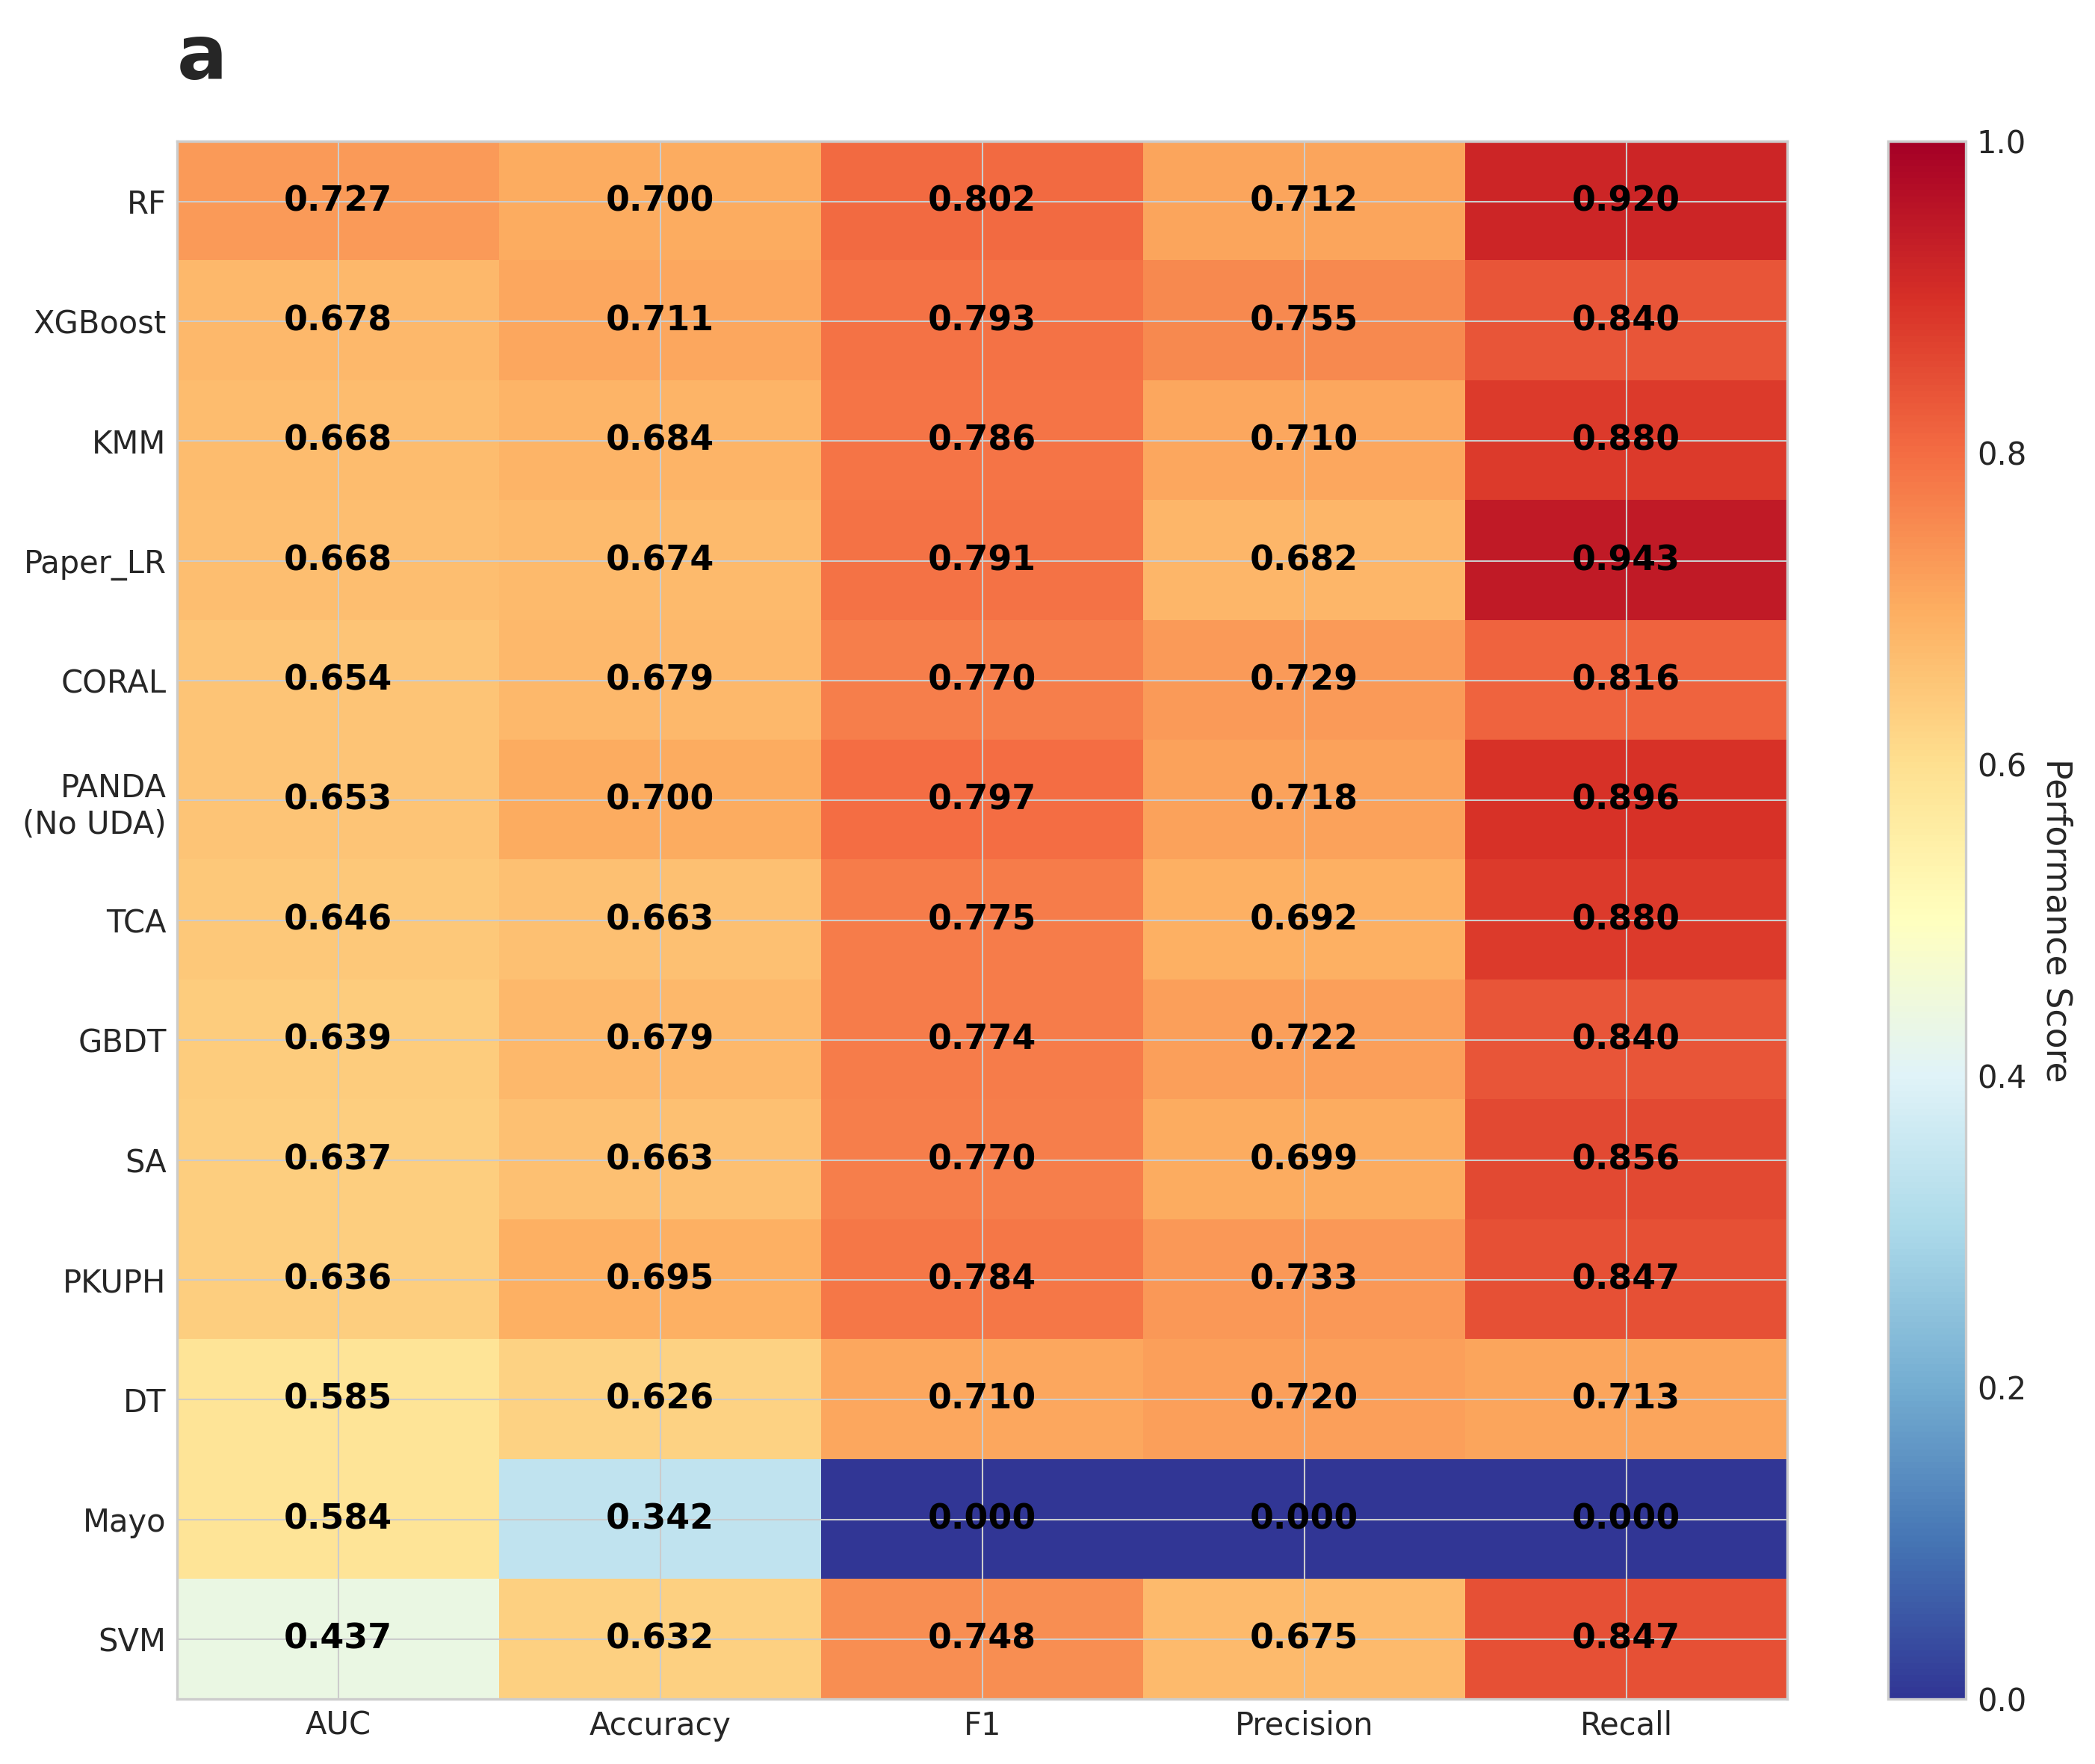 a
RF 0.727 0.700 0.802 0.712 0.920
XGBoost 0.678 0.711 0.793 0.755 0.840
KMM 0.668 0.684 0.786 0.710 0.880
Paper_LR 0.668 0.674 0.791 0.682 0.943
CORAL 0.654 0.679 0.770 0.729 0.816
PANDA
(No UDA) 0.653 0.700 0.797 0.718 0.896
TCA 0.646 0.663 0.775 0.692 0.880
GBDT 0.639 0.679 0.774 0.722 0.840
SA 0.637 0.663 0.770 0.699 0.856
PKUPH 0.636 0.695 0.784 0.733 0.847
DT 0.585 0.626 0.710 0.720 0.713
Mayo 0.584 0.342 0.000 0.000 0.000
SVM 0.437 0.632 0.748 0.675 0.847
AUC Accuracy F1 Precision Recall
1.0
0.8
0.6
0.4
0.2
0.0
Performance Score